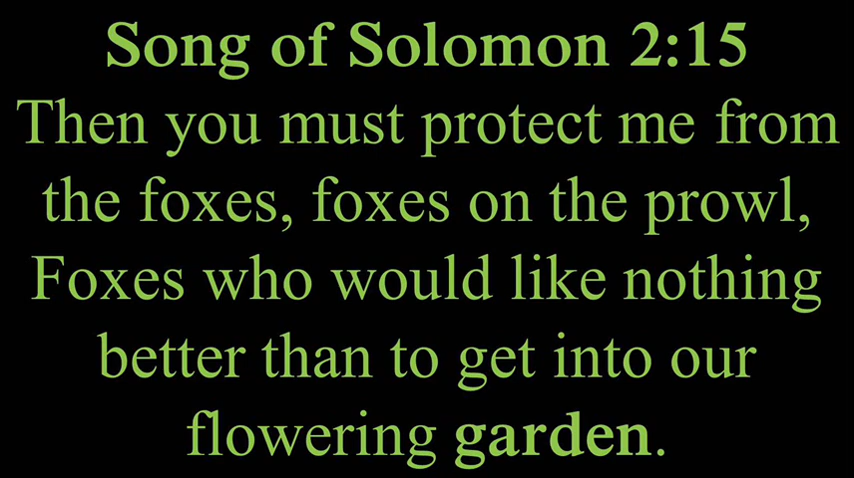 Song of Solomon 2:15
Then you must protect me from
the foxes, foxes on the prowl,
Foxes who would like nothing
better than to get into our
flowering garden.